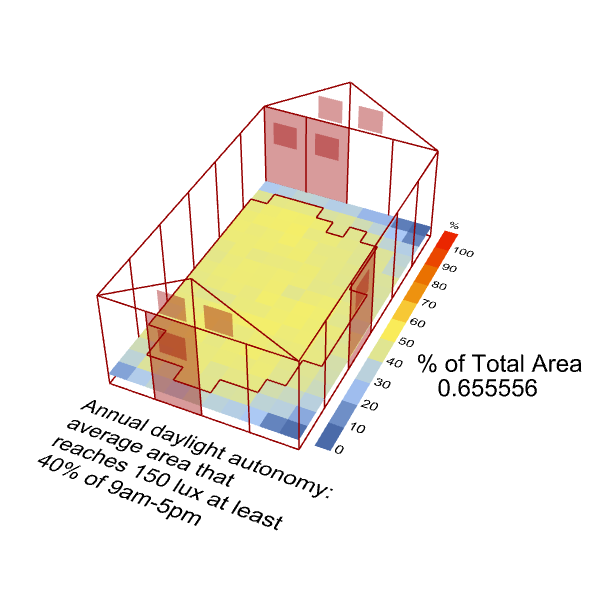 %
100
90
80
70
60
50
40
30
20
10
0
% of Total Area
0.655556
Annual daylight autonomy:
average area that
reaches 150 lux at least
40% of 9am-5pm